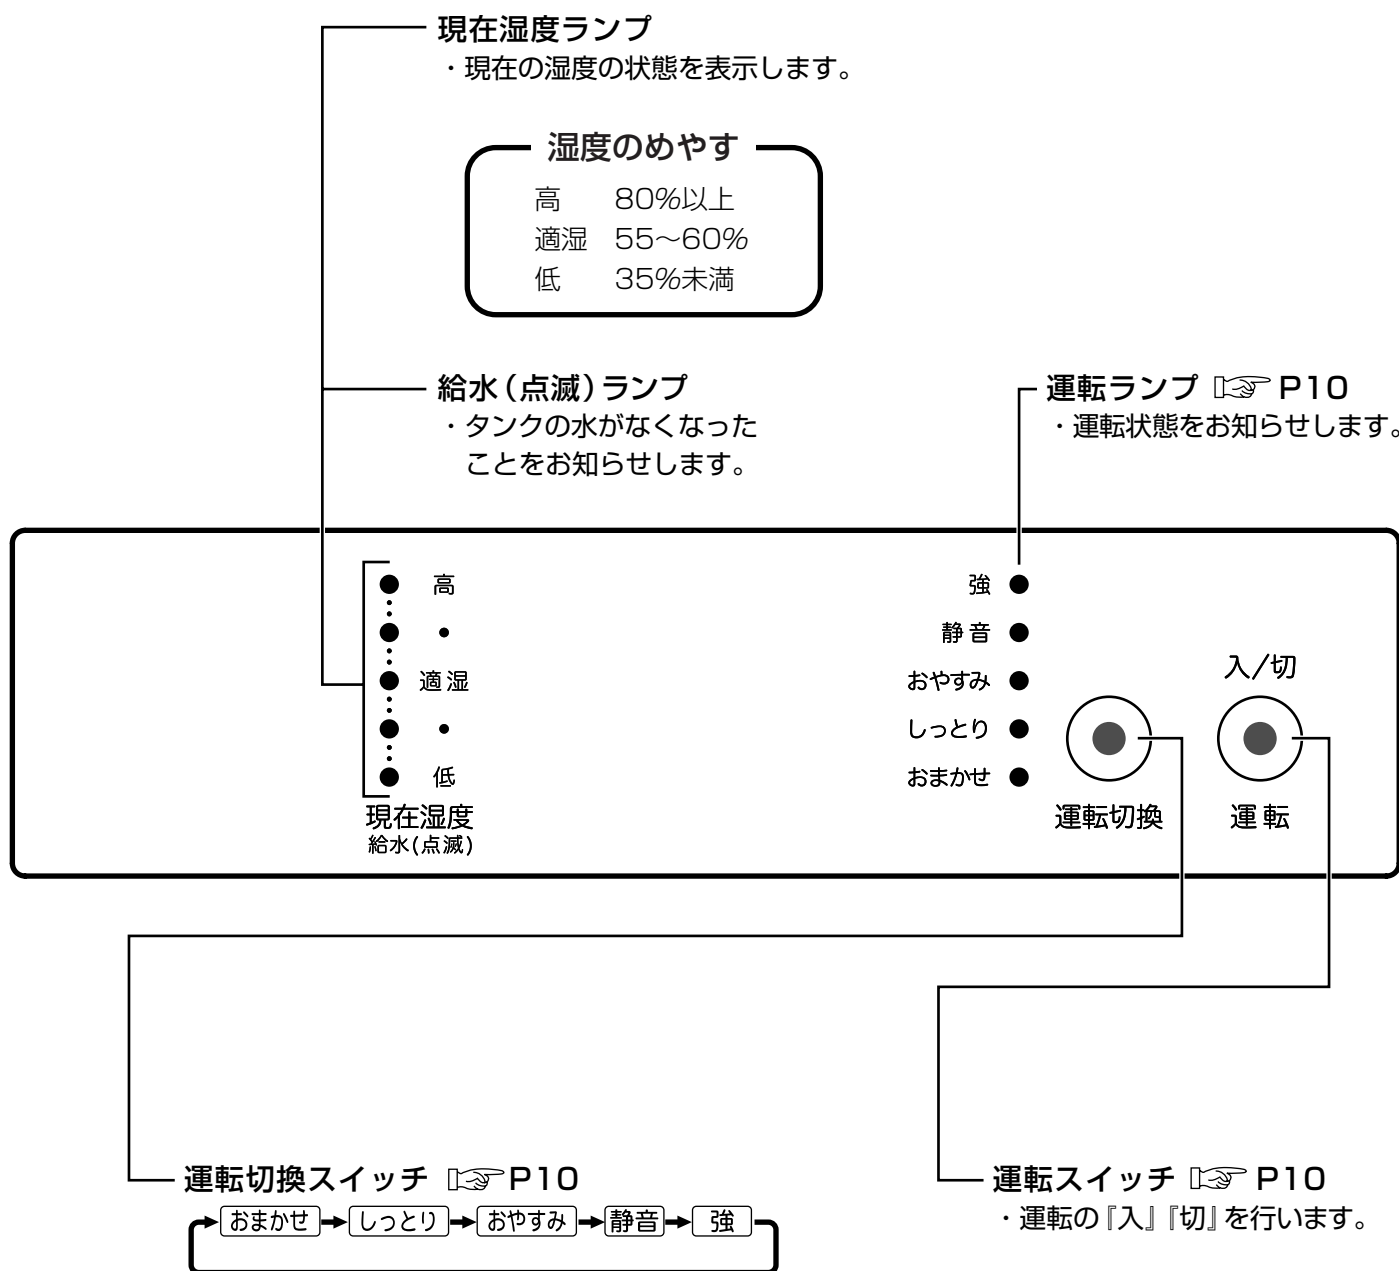 現在湿度ランプ
・現在の湿度の状態を表示します。
湿度のめやす
高 80%以上
適湿 55〜60%
低 35%未満
給水(点滅)ランプ
・タンクの水がなくなった
ことをお知らせします。
運転ランプ ☞ P10
・運転状態をお知らせします。
高
•
適湿
•
低
現在湿度
給水(点滅)
強
静音
おやすみ
しっとり
おまかせ
運転切換
入/切
運転
運転切換スイッチ ☞ P10
おまかせ→しっとり→おやすみ→静音→強
運転スイッチ ☞ P10
・運転の『入』『切』を行います。